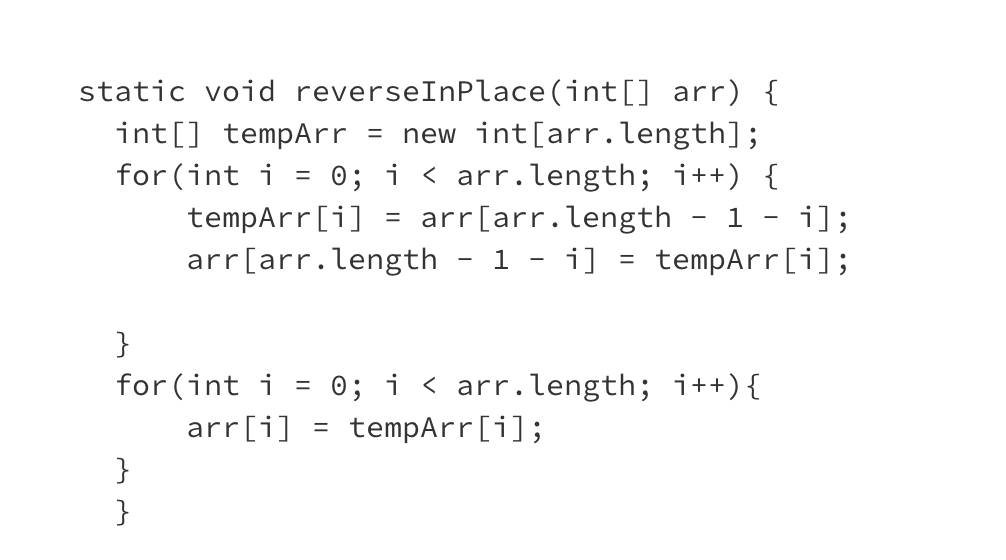 static void reverseInPlace(int[] arr) {
int[] tempArr = new int[arr.length];
for(int i = 0; i < arr.length; i++) {
tempArr[i] = arr[arr.length - 1 - i];
arr[arr.length - 1 - i] = tempArr[i];
}
for(int i = 0; i < arr.length; i++){
arr[i] = tempArr[i];
}
}